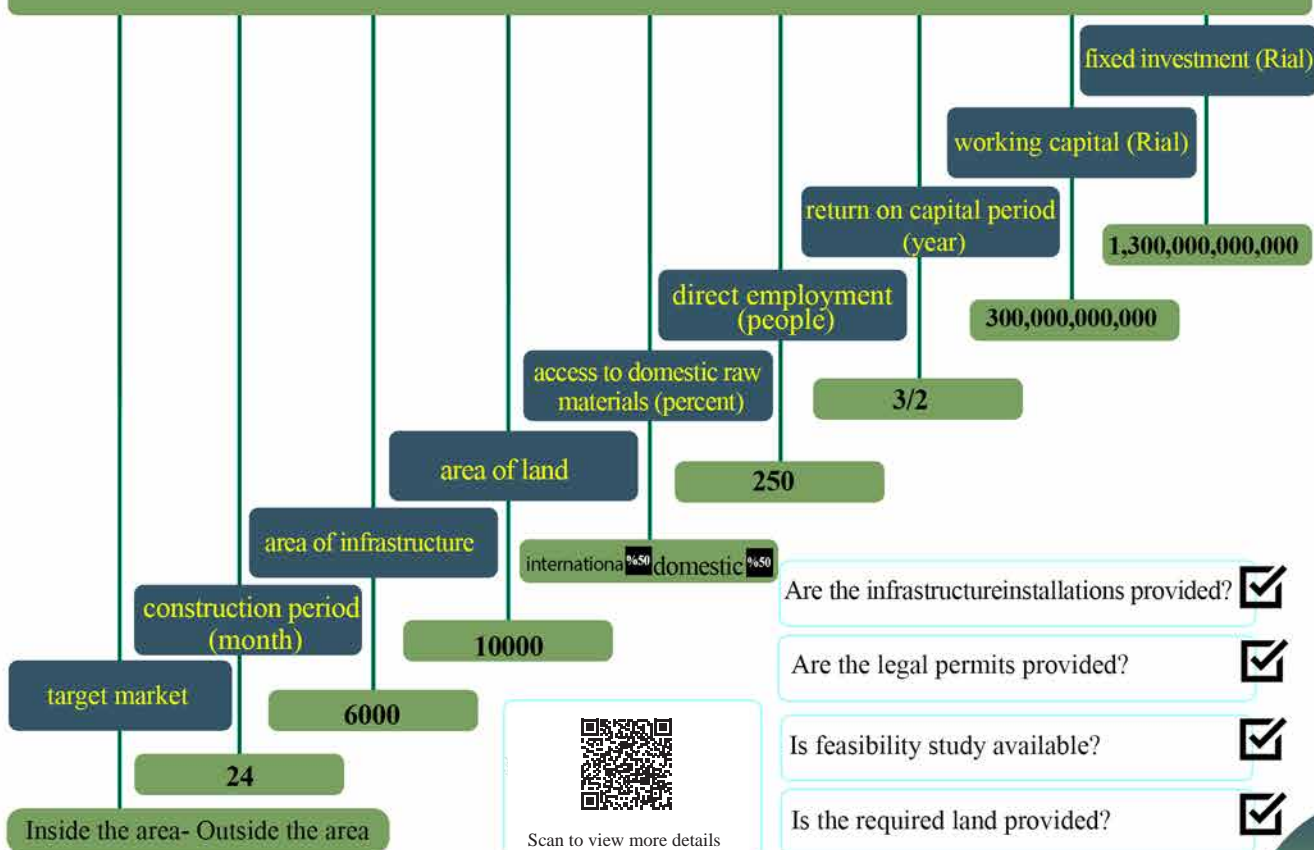 fixed investment (Rial)
1,300,000,000,000
working capital (Rial)
300,000,000,000
return on capital period
(year)
3/2
direct employment
(people)
250
access to domestic raw
materials (percent)
internationa %50 domestic %50
area of land
10000
area of infrastructure
6000
construction period
(month)
24
target market
Inside the area- Outside the area
Scan to view more details
Are the infrastructureinstallations provided?
Are the legal permits provided?
Is feasibility study available?
Is the required land provided?